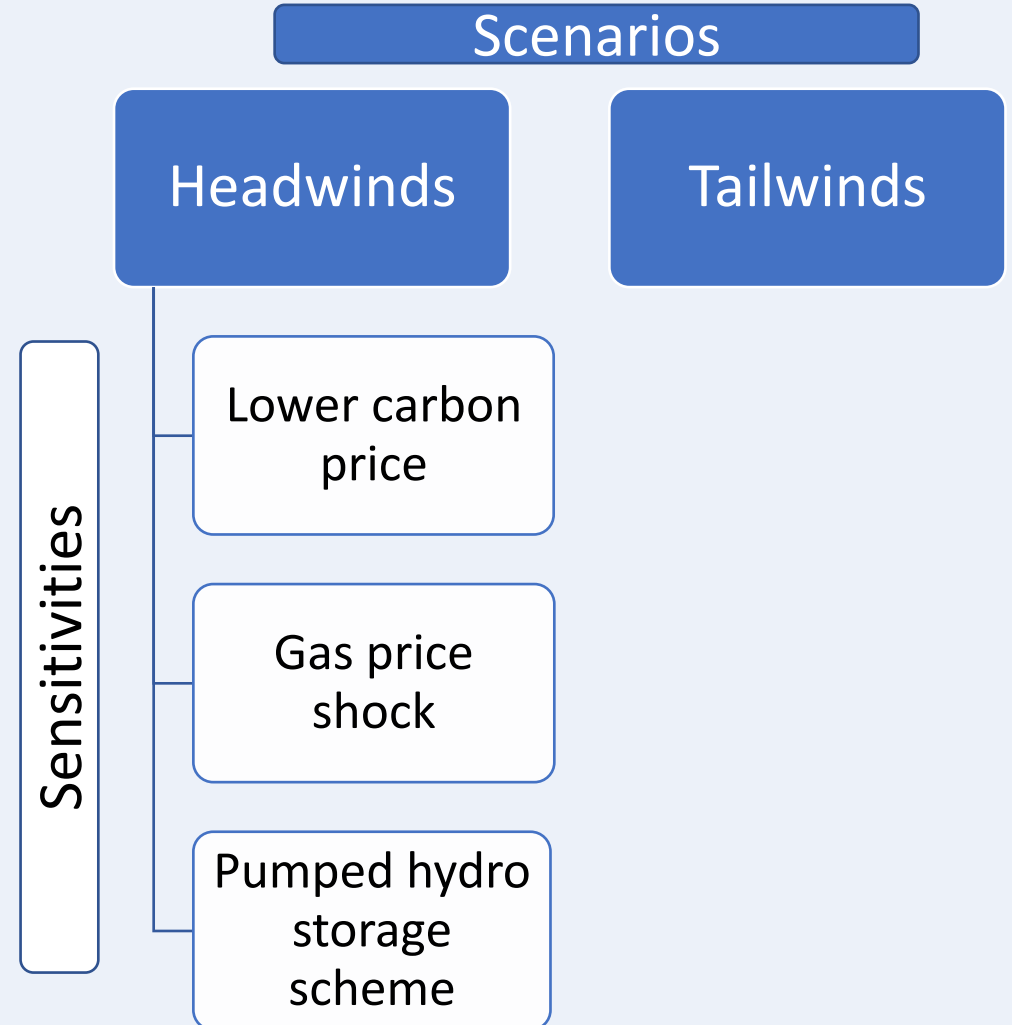 Scenarios
Headwinds
Tailwinds
Sensitivities
Lower carbon
price
Gas price
shock
Pumped hydro
storage
scheme